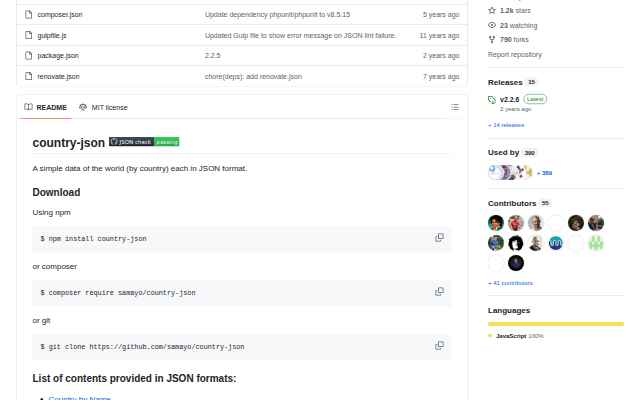 composer.json Update dependency phpunit/phpunit to v8.5.15 5 years ago
gulpfile.js Updated Gulp file to show error message on JSON lint failure. 11 years ago
package.json 2.2.5 2 years ago
renovate.json chore(deps): add renovate.json 7 years ago
README MIT license
country-json JSON check passing
A simple data of the world (by country) each in JSON format.
Download
Using npm
$ npm install country-json
or composer
$ composer require samayo/country-json
or git
$ git clone https://github.com/samayo/country-json
List of contents provided in JSON formats:
Country by Name
1.2k stars
23 watching
790 forks
Report repository
Releases 15
v2.2.6 Latest
2 years ago
+ 14 releases
Used by 390
+ 389
Contributors 55
+ 41 contributors
Languages
JavaScript 100%